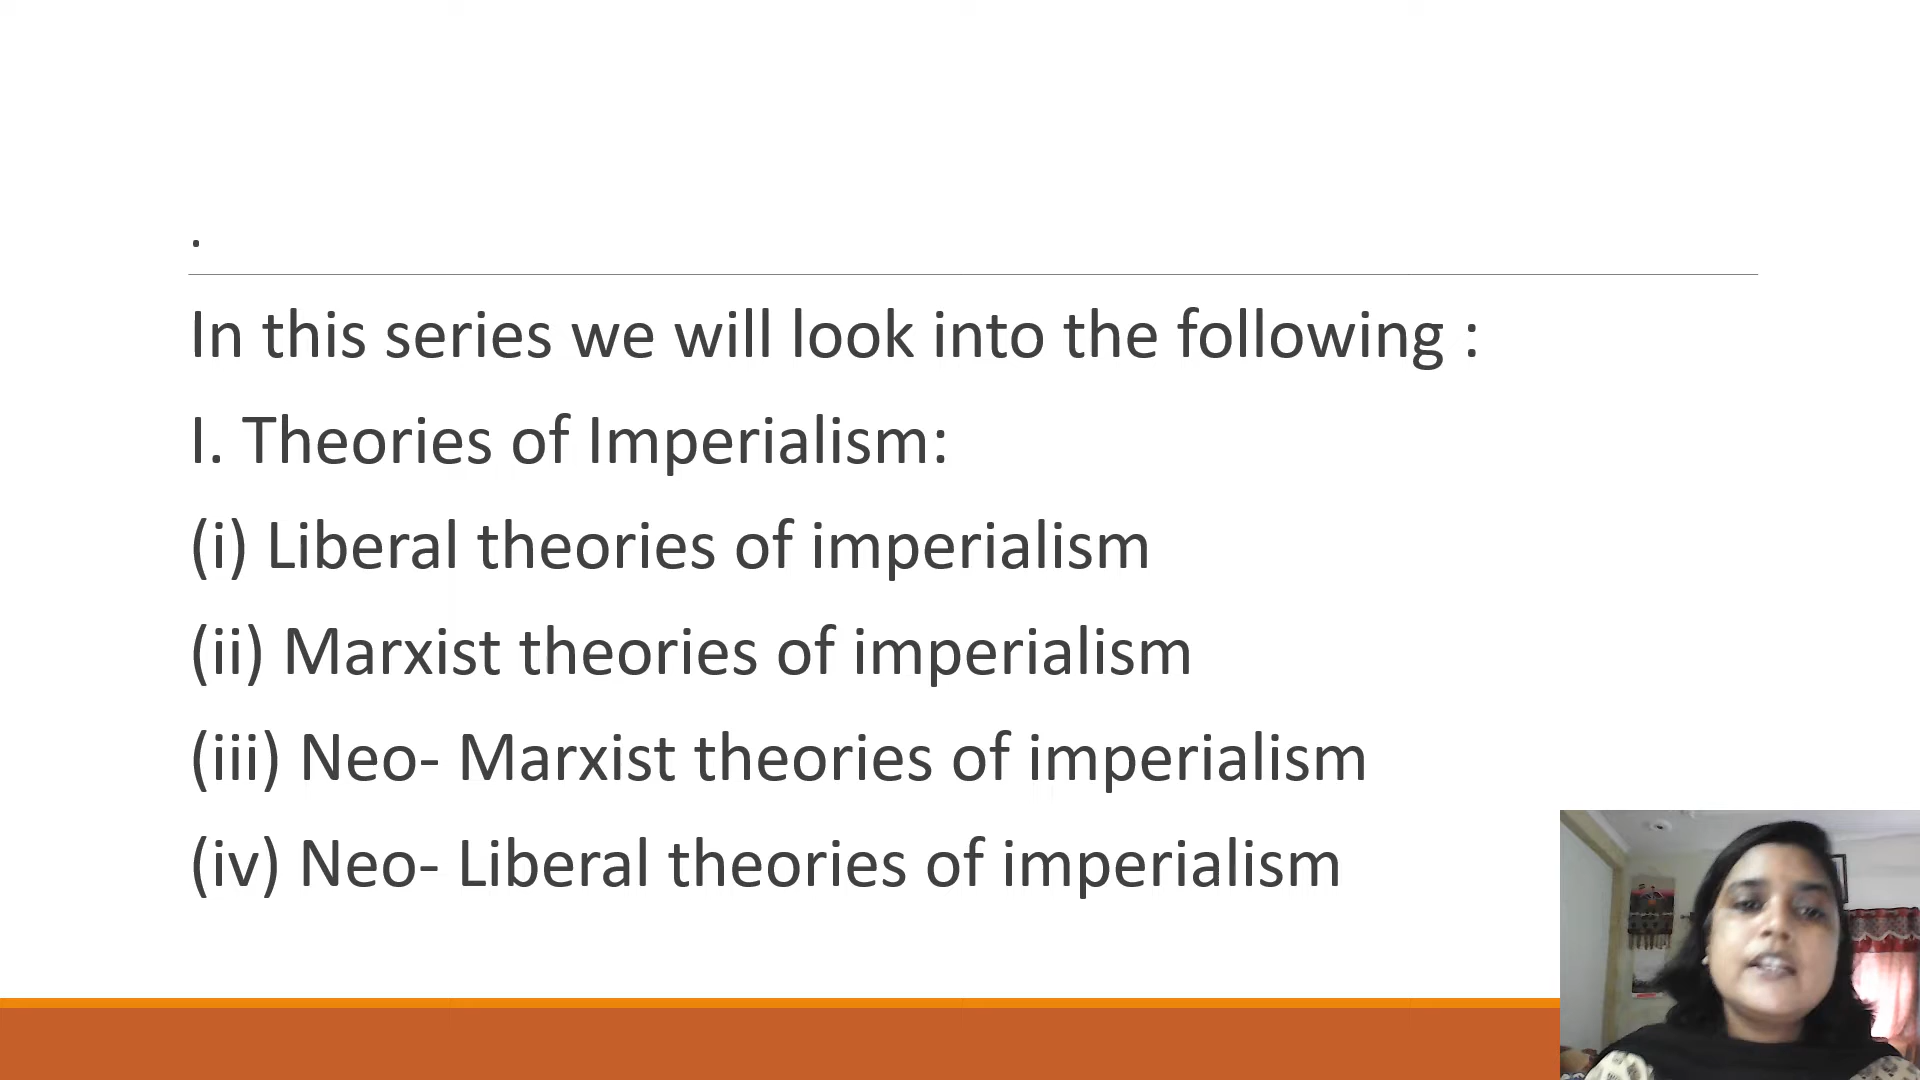 .
In this series we will look into the following :
I. Theories of Imperialism:
(i) Liberal theories of imperialism
(ii) Marxist theories of imperialism
(iii) Neo- Marxist theories of imperialism
(iv) Neo- Liberal theories of imperialism